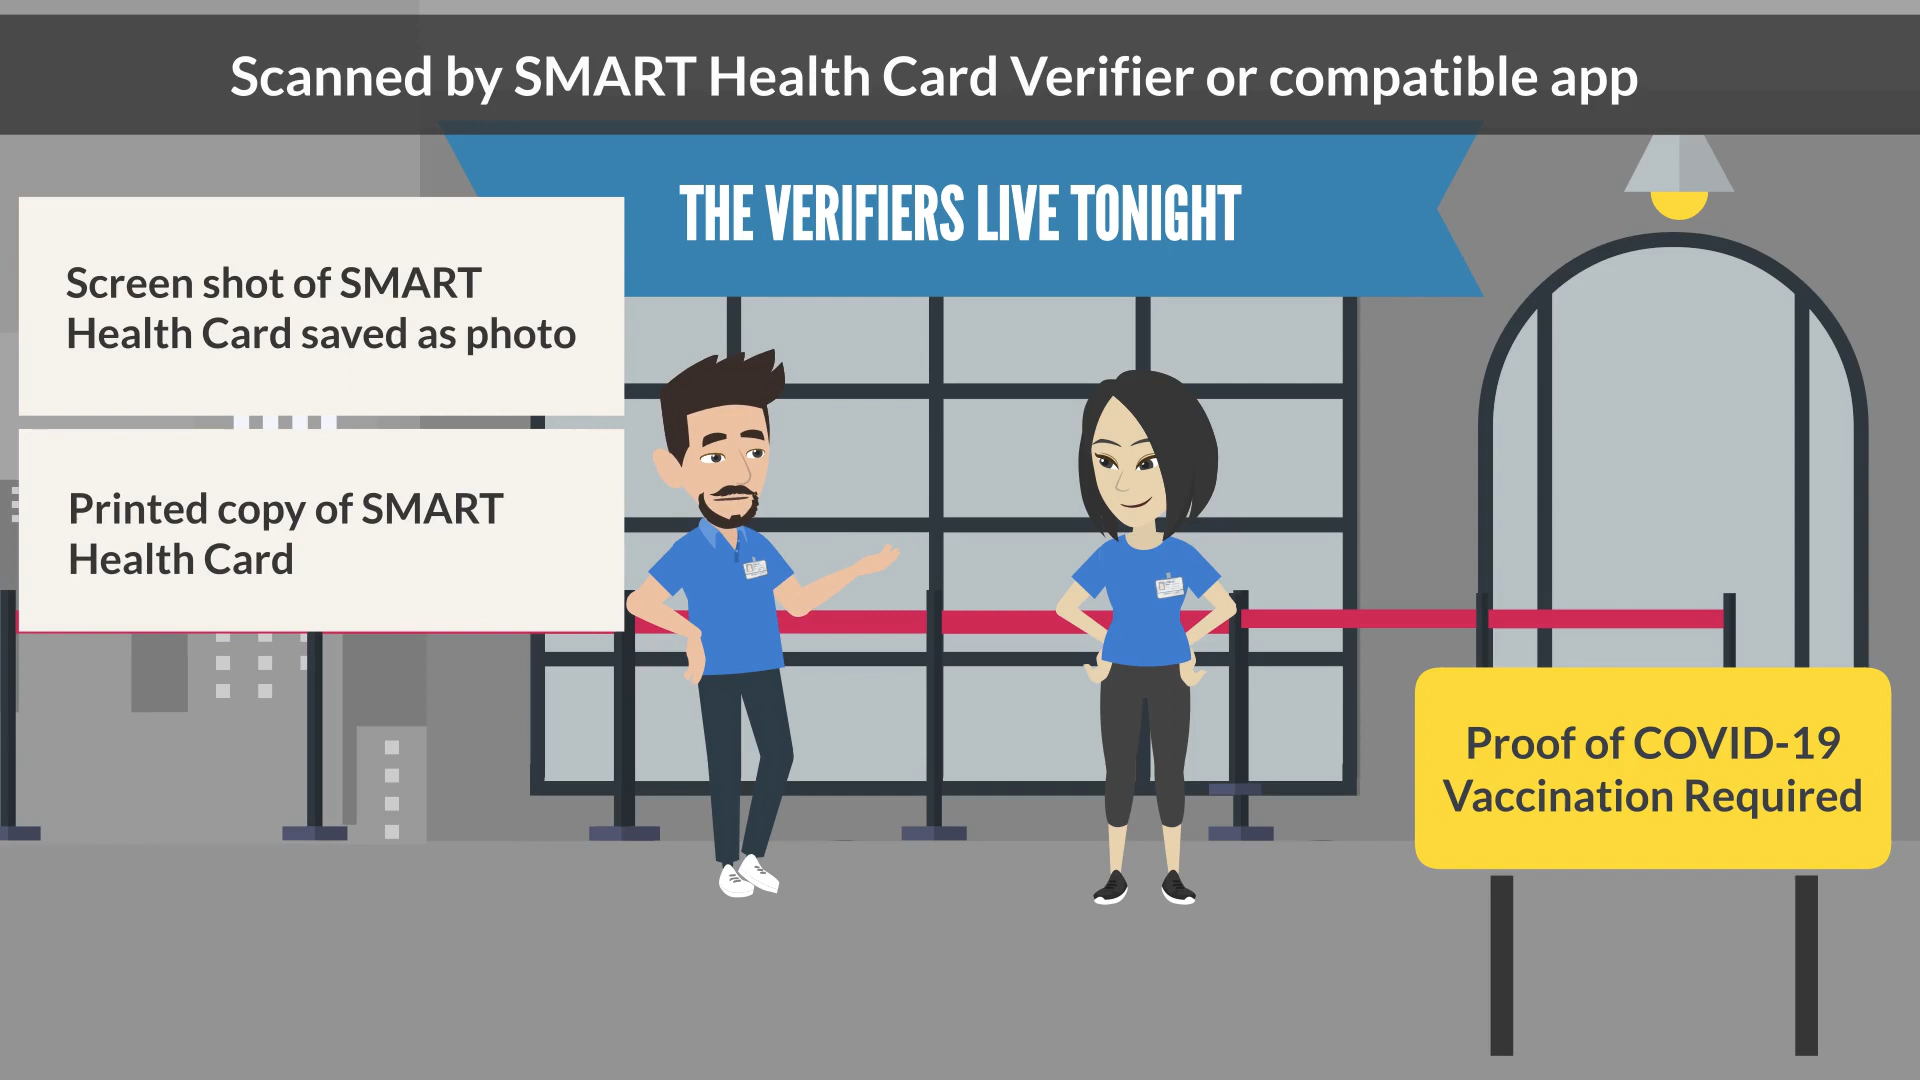 Scanned by SMART Health Card Verifier or compatible app
THE VERIFIERS LIVE TONIGHT
Screen shot of SMART
Health Card saved as photo
Printed copy of SMART
Health Card
Proof of COVID-19
Vaccination Required